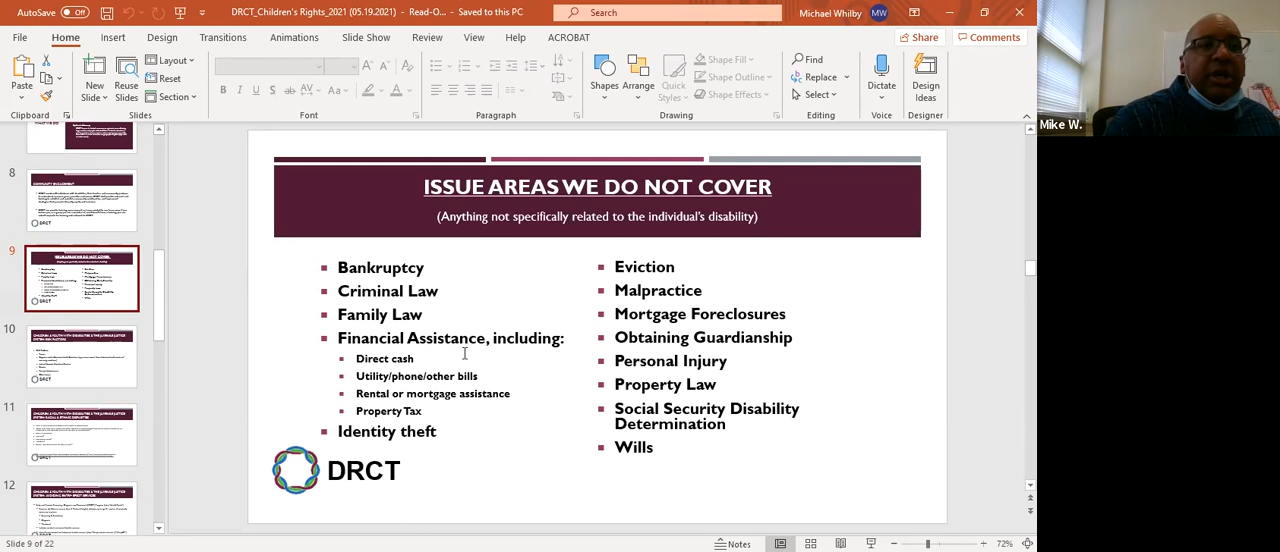 AutoSave Off
DRCT_Children's Rights_2021 (05.19.2021) - Read-O... - Saved to this PC
Search
Michael Whilby MW
File Home Insert Design Transitions Animations Slide Show Review View Help ACROBAT
Share Comments
Paste
Clipboard
New Slide
Reuse Slides
Layout
Reset
Section
Slides
Font
Paragraph
Shapes
Arrange
Quick Styles
Shape Fill
Shape Outline
Shape Effects
Drawing
Find
Replace
Select
Editing
Dictate
Voice
Design Ideas
Designer
Mike W.
8
9
10
11
12
ISSUE AREAS WE DO NOT COVER
(Anything not specifically related to the individual's disability)
Bankruptcy
Criminal Law
Family Law
Financial Assistance, including:
Direct cash
Utility/phone/other bills
Rental or mortgage assistance
Property Tax
Identity theft
Eviction
Malpractice
Mortgage Foreclosures
Obtaining Guardianship
Personal Injury
Property Law
Social Security Disability
Determination
Wills
DRCT
Slide 9 of 22
Notes
72%